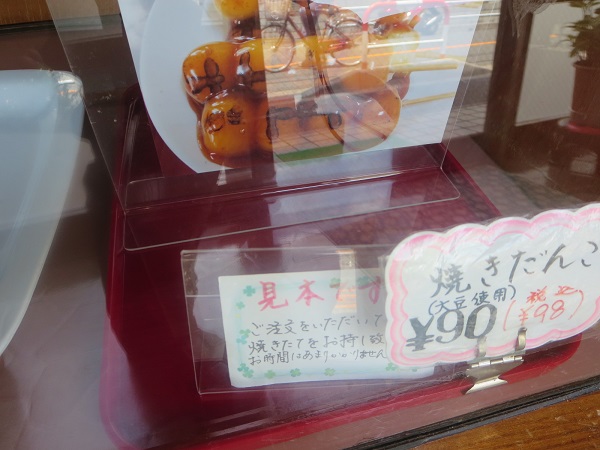 見本です
ご注文をいただいて
焼きたてをお持し致
お時間はあまりかかりません
焼きだんご
(大豆使用)
¥90
税込
(¥98)